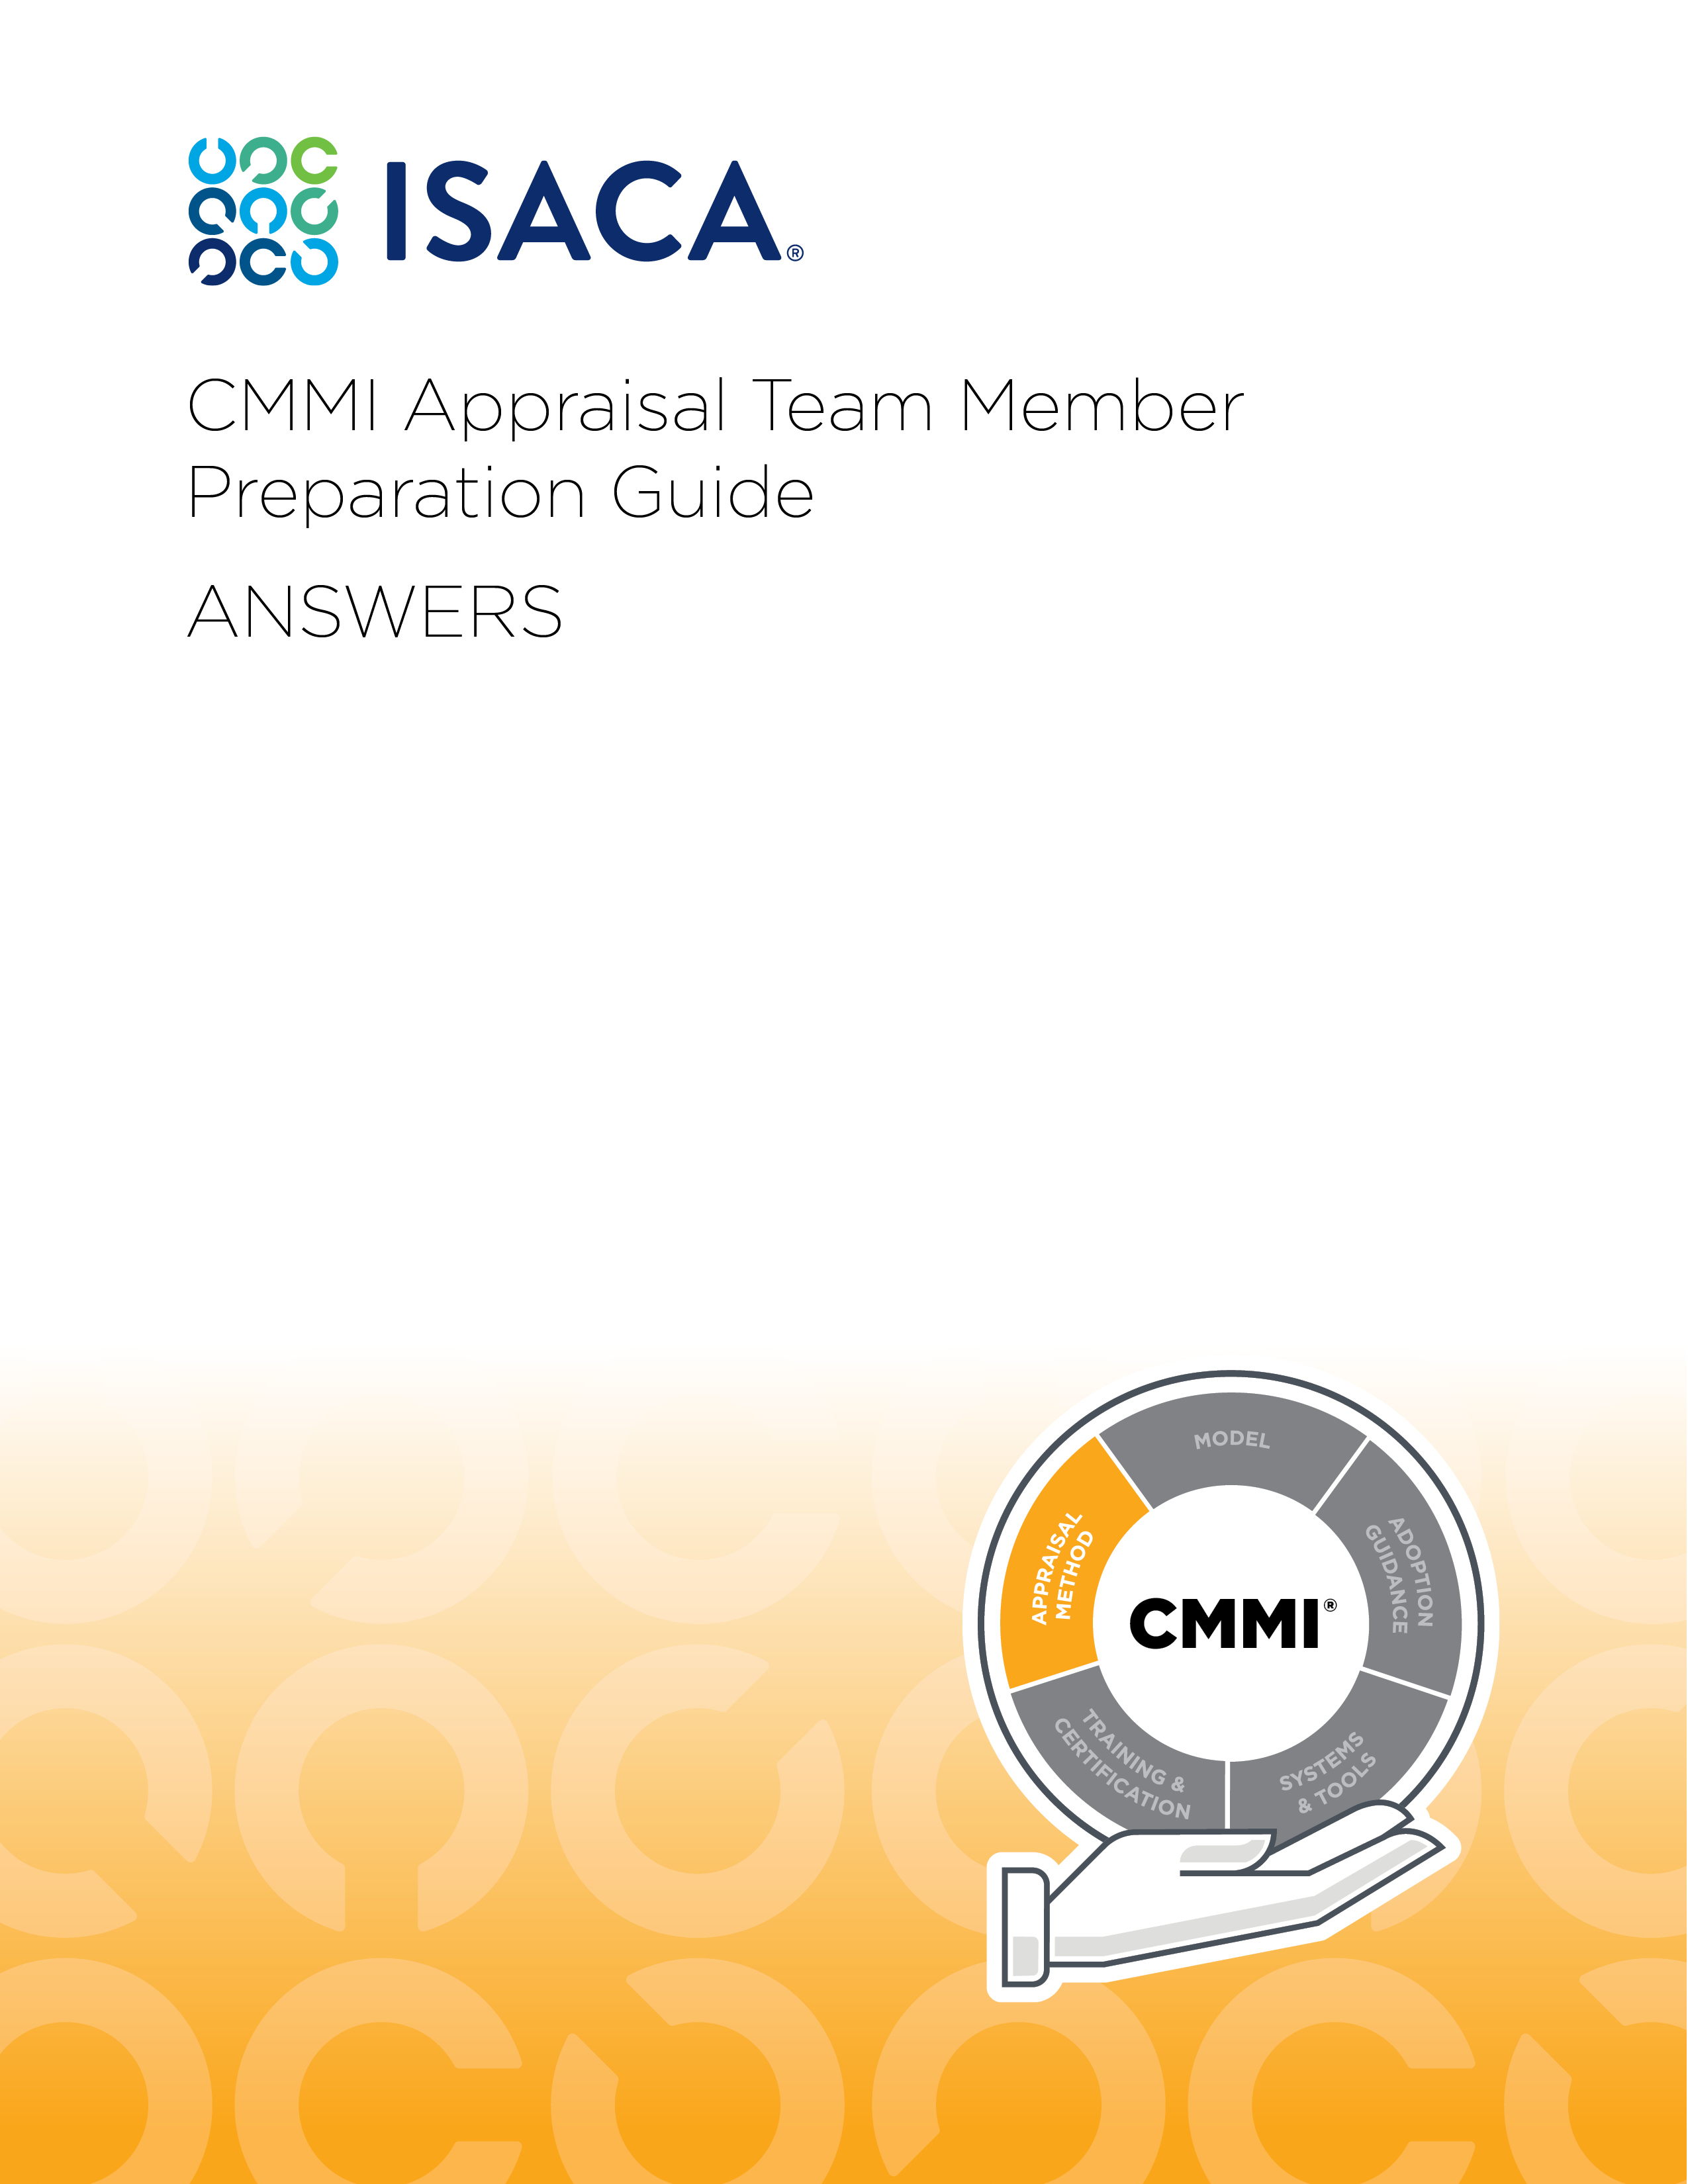 ISACA®
CMMI Appraisal Team Member
Preparation Guide
ANSWERS
MODEL
APPRAISAL
METHOD
ADOPTION
GUIDANCE
CMMI®
TRAINING &
CERTIFICATION
SYSTEMS
& TOOLS